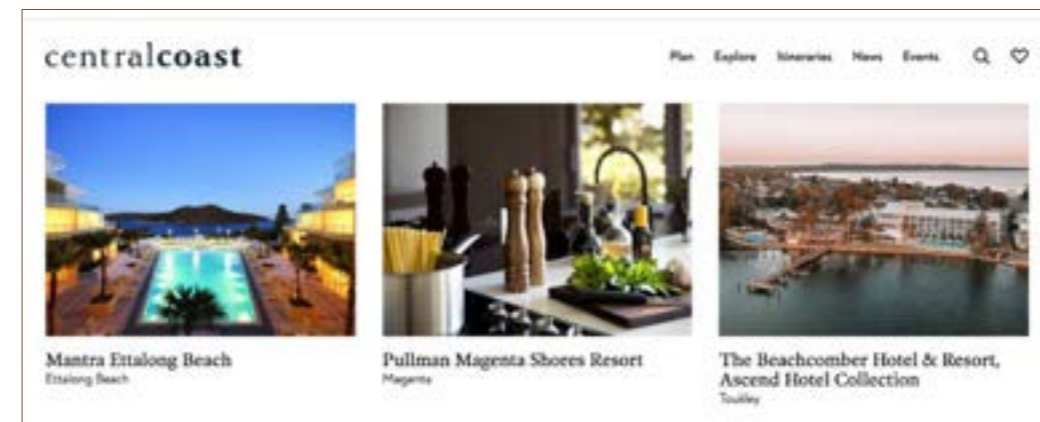 centralcoast
Plan Explore Itineraries News Events
Mantra Ettalong Beach
Ettalong Beach
Pullman Magenta Shores Resort
Magenta
The Beachcomber Hotel & Resort,
Ascend Hotel Collection
Toukley